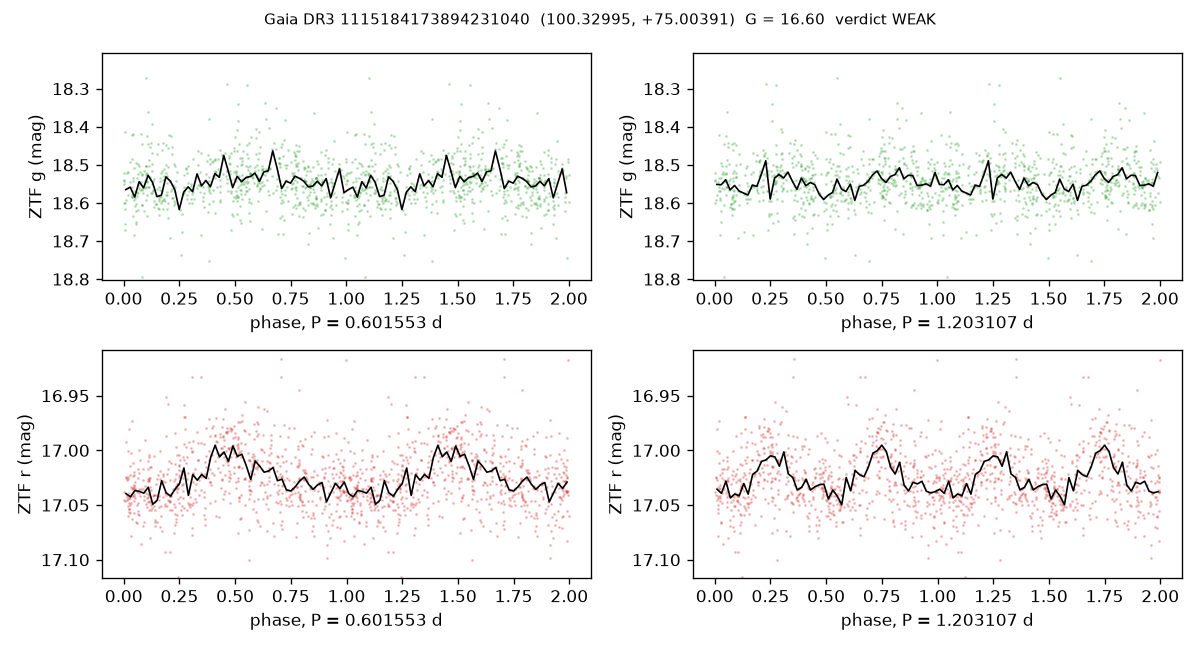 Gaia DR3 1115184173894231040 (100.32995, +75.00391) G = 16.60 verdict WEAK
ZTF g (mag)
18.3
18.4
18.5
18.6
18.7
18.8
0.00 0.25 0.50 0.75 1.00 1.25 1.50 1.75 2.00
phase, P = 0.601553 d
ZTF g (mag)
18.3
18.4
18.5
18.6
18.7
18.8
0.00 0.25 0.50 0.75 1.00 1.25 1.50 1.75 2.00
phase, P = 1.203107 d
ZTF r (mag)
16.95
17.00
17.05
17.10
0.00 0.25 0.50 0.75 1.00 1.25 1.50 1.75 2.00
phase, P = 0.601553 d
ZTF r (mag)
16.95
17.00
17.05
17.10
0.00 0.25 0.50 0.75 1.00 1.25 1.50 1.75 2.00
phase, P = 1.203107 d